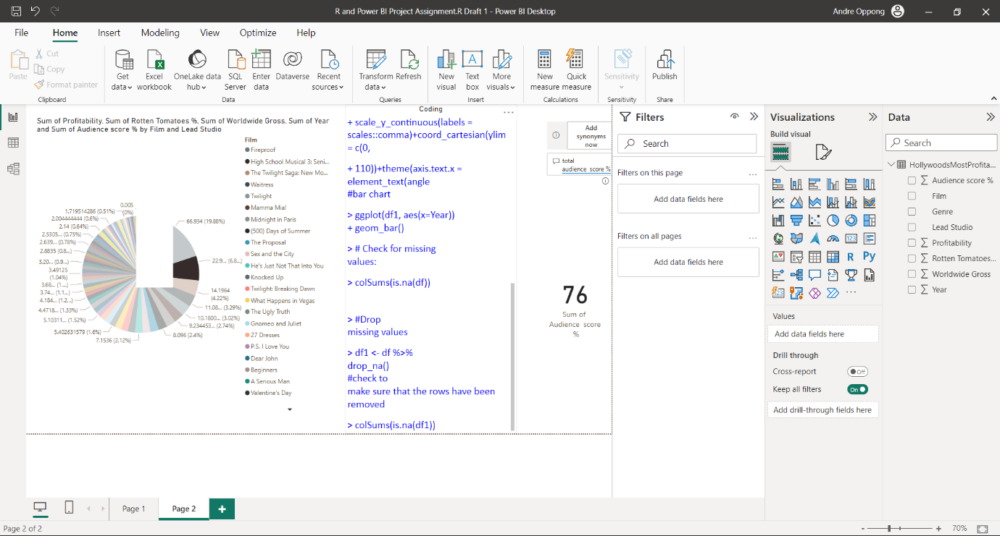 R and Power BI Project Assignment.R Draft 1 - Power BI Desktop
Andre Oppong
File
Home
Insert
Modeling
View
Optimize
Help
Paste
Cut
Copy
Format painter
Clipboard
Get data
Excel workbook
OneLake data hub
SQL Server
Enter data
Dataverse
Recent sources
Data
Transform data
Refresh
Queries
New visual
Text box
More visuals
Insert
New measure
Quick measure
Calculations
Sensitivity
Sensitivity
Publish
Share
Sum of Profitability, Sum of Rotten Tomatoes %, Sum of Worldwide Gross, Sum of Year
and Sum of Audience score % by Film and Lead Studio
0.005
(0%)
1.719514286 (0.51%)
2.004444444 (0.6%)
2.14 (0.64%)
2.5305... (0.75%)
2.639... (0.78%)
2.8835 (0.8...)
3.20... (0.9...)
3.49125
(1.04%)
3.68... (1....)
3.74... (1.1...)
4.184... (1.2...)
4.4718... (1.33%)
5.10311... (1.52%)
5.402631579 (1.6%)
7.1536 (2.12%)
66.934 (19.88%)
22.9... (6.8...)
14.1964
(4.22%)
11.08... (3.29%)
10.1800... (3.02%)
9.234453... (2.74%)
8.096 (2.4%)
Film
Fireproof
High School Musical 3: Seni...
The Twilight Saga: New Mo...
Waitress
Twilight
Mamma Mia!
Midnight in Paris
(500) Days of Summer
The Proposal
Sex and the City
He's Just Not That Into You
Knocked Up
Twilight: Breaking Dawn
What Happens in Vegas
The Ugly Truth
Gnomeo and Juliet
27 Dresses
P.S. I Love You
Dear John
Beginners
A Serious Man
Valentine's Day
Coding
+ scale_y_continuous(labels =
scales::comma)+coord_cartesian(ylim
= c(0,
+ 110))+theme(axis.text.x =
element_text(angle
#bar chart
> ggplot(df1, aes(x=Year))
+ geom_bar()
> # Check for missing
values:
> colSums(is.na(df))
> #Drop
missing values
> df1 <- df %>%
drop_na()
#check to
make sure that the rows have been
removed
> colSums(is.na(df1))
Add
synonyms
now
total
audience score %
76
Sum of
Audience score
%
Filters
Search
Filters on this page
Add data fields here
Filters on all pages
Add data fields here
Visualizations
Build visual
123
R
Py
Values
Add data fields here
Drill through
Cross-report
Off
Keep all filters
On
Add drill-through fields here
Data
Search
HollywoodsMostProfita...
Audience score %
Film
Genre
Lead Studio
Profitability
Rotten Tomatoes...
Worldwide Gross
Year
Page 1
Page 2
+
Page 2 of 2
- + 70%